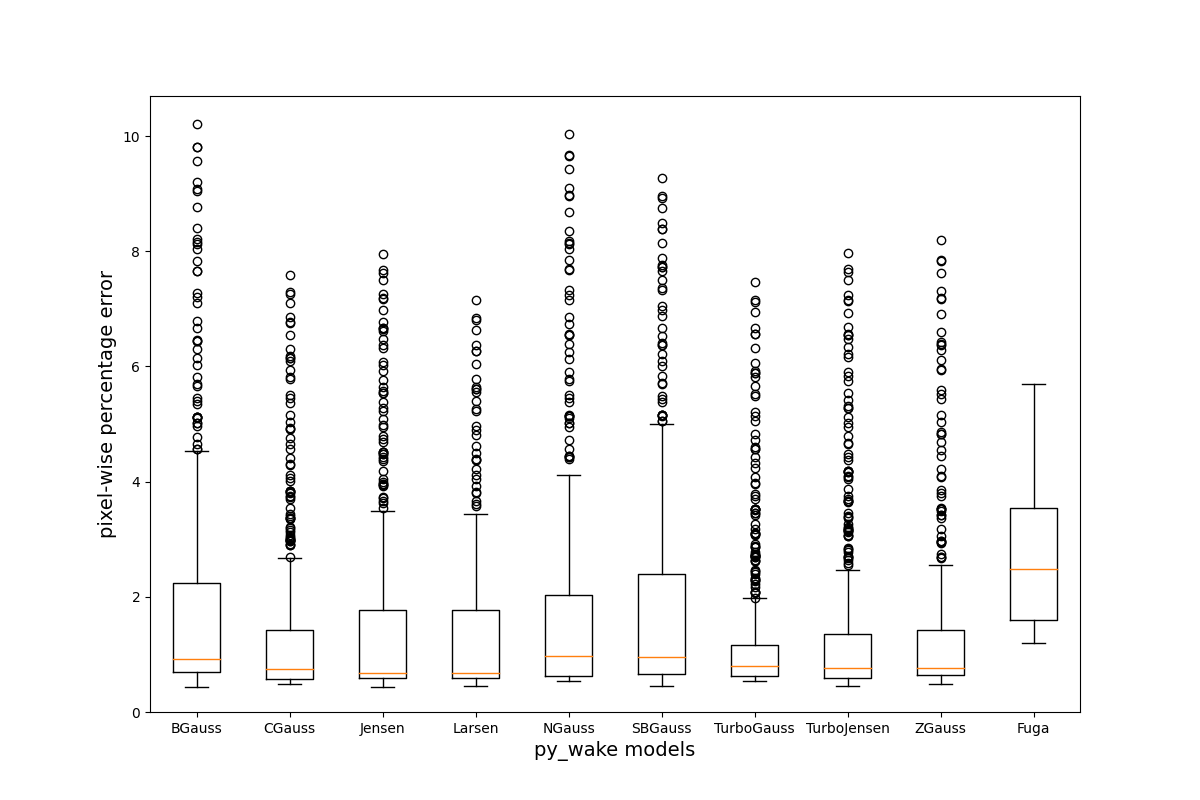 pixel-wise percentage error
10
8
6
4
2
0
BGauss CGauss Jensen Larsen NGauss SBGauss TurboGauss TurboJensen ZGauss Fuga
py_wake models